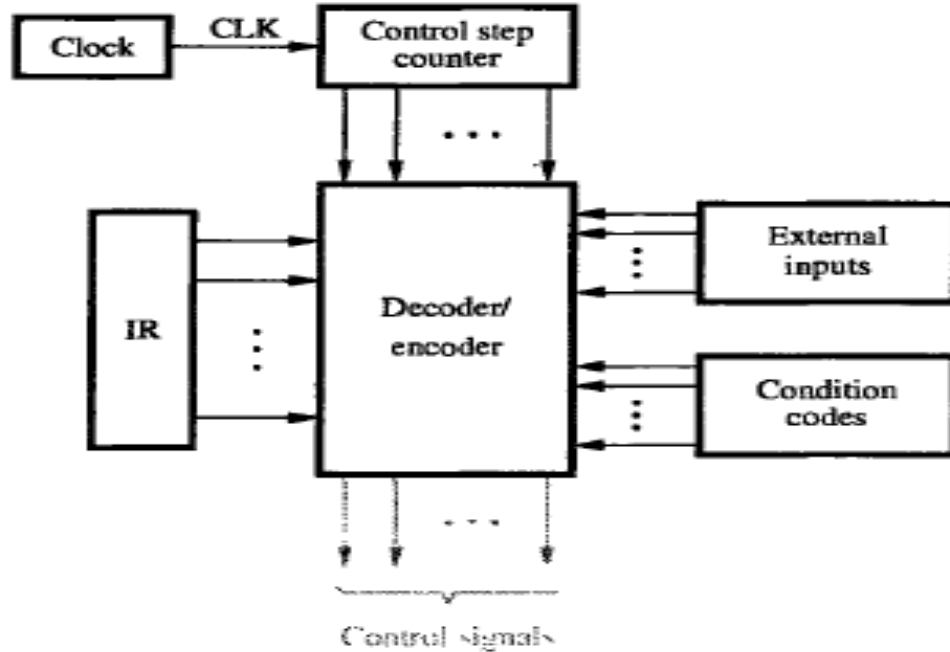 Clock
CLK
Control step
counter
IR
Decoder/
encoder
External
inputs
Condition
codes
Control signals